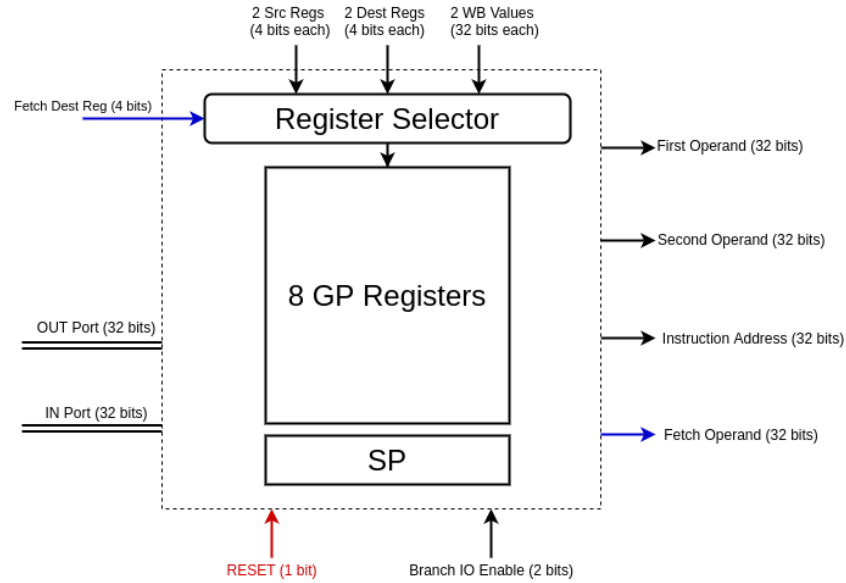 2 Src Regs
(4 bits each)
2 Dest Regs
(4 bits each)
2 WB Values
(32 bits each)
Fetch Dest Reg (4 bits)
Register Selector
First Operand (32 bits)
8 GP Registers
Second Operand (32 bits)
OUT Port (32 bits)
Instruction Address (32 bits)
IN Port (32 bits)
Fetch Operand (32 bits)
SP
RESET (1 bit)
Branch IO Enable (2 bits)